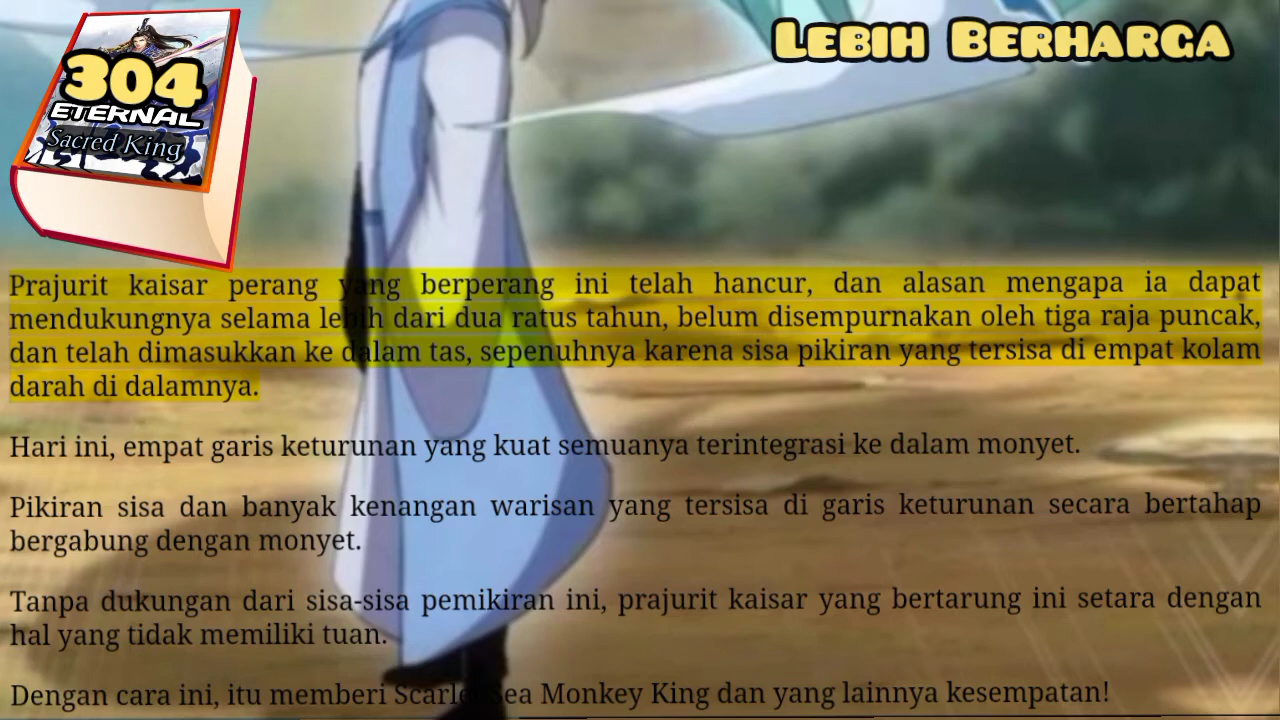 LEBIH BERHARGA
304
ETERNAL
Sacred King
Prajurit kaisar perang yang berperang ini telah hancur, dan alasan mengapa ia dapat
mendukungnya selama lebih dari dua ratus tahun, belum disempurnakan oleh tiga raja puncak,
dan telah dimasukkan ke dalam tas, sepenuhnya karena sisa pikiran yang tersisa di empat kolam
darah di dalamnya.
Hari ini, empat garis keturunan yang kuat semuanya terintegrasi ke dalam monyet.
Pikiran sisa dan banyak kenangan warisan yang tersisa di garis keturunan secara bertahap
bergabung dengan monyet.
Tanpa dukungan dari sisa-sisa pemikiran ini, prajurit kaisar yang bertarung ini setara dengan
hal yang tidak memiliki tuan.
Dengan cara ini, itu memberi Scarlet Sea Monkey King dan yang lainnya kesempatan!